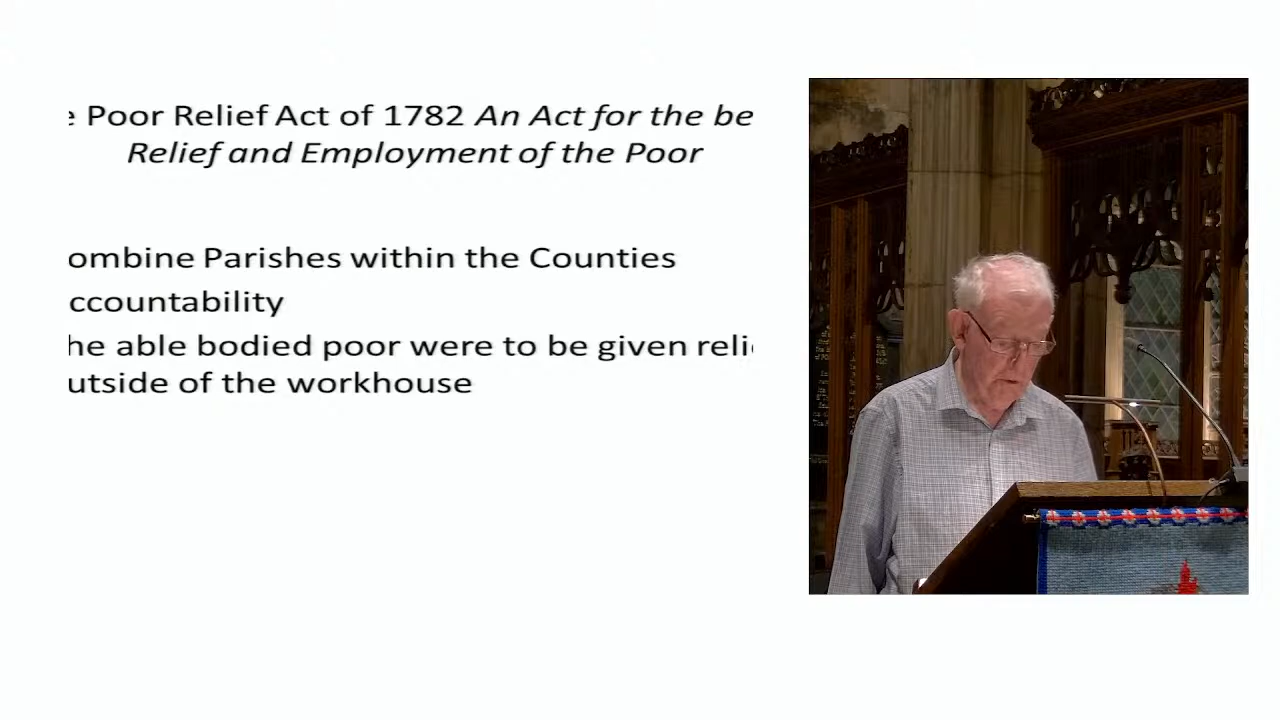 e Poor Relief Act of 1782 An Act for the be
Relief and Employment of the Poor
ombine Parishes within the Counties
ccountability
he able bodied poor were to be given reli
utside of the workhouse